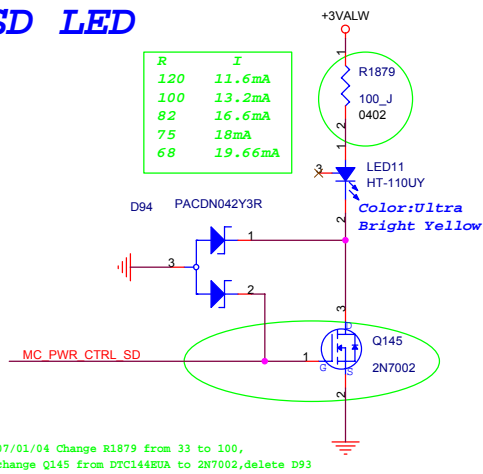 SD LED
+3VALW
R I
120 11.6mA
100 13.2mA
82 16.6mA
75 18mA
68 19.66mA
1
R1879
100_J
0402
2
1
3
LED11
HT-110UY
2
Color:Ultra
Bright Yellow
D94 PACDN042Y3R
1
3
2
3
D
Q145
2N7002
MC_PWR_CTRL_SD
1
G
S
2
07/01/04 Change R1879 from 33 to 100,
change Q145 from DTC144EUA to 2N7002,delete D93